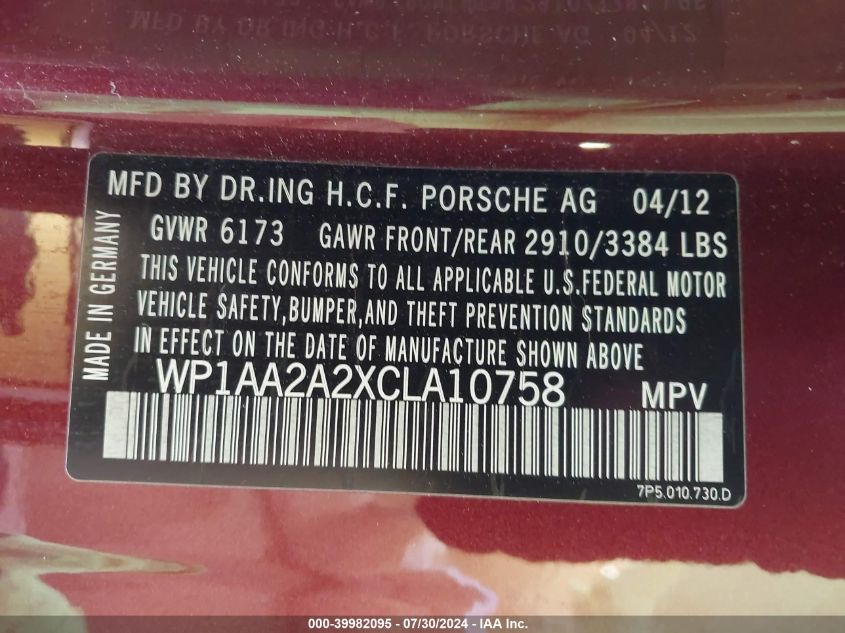 MFD BY DR.ING H.C.F. PORSCHE AG 04/12
GVWR 6173 GAWR FRONT/REAR 2910/3384 LBS
THIS VEHICLE CONFORMS TO ALL APPLICABLE U.S.FEDERAL MOTOR
VEHICLE SAFETY,BUMPER,AND THEFT PREVENTION STANDARDS
IN EFFECT ON THE DATE OF MANUFACTURE SHOWN ABOVE
WP1AA2A2XCLA10758 MPV
MADE IN GERMANY
7P5.010.730.D
000-39982095 - 07/30/2024 - IAA Inc.